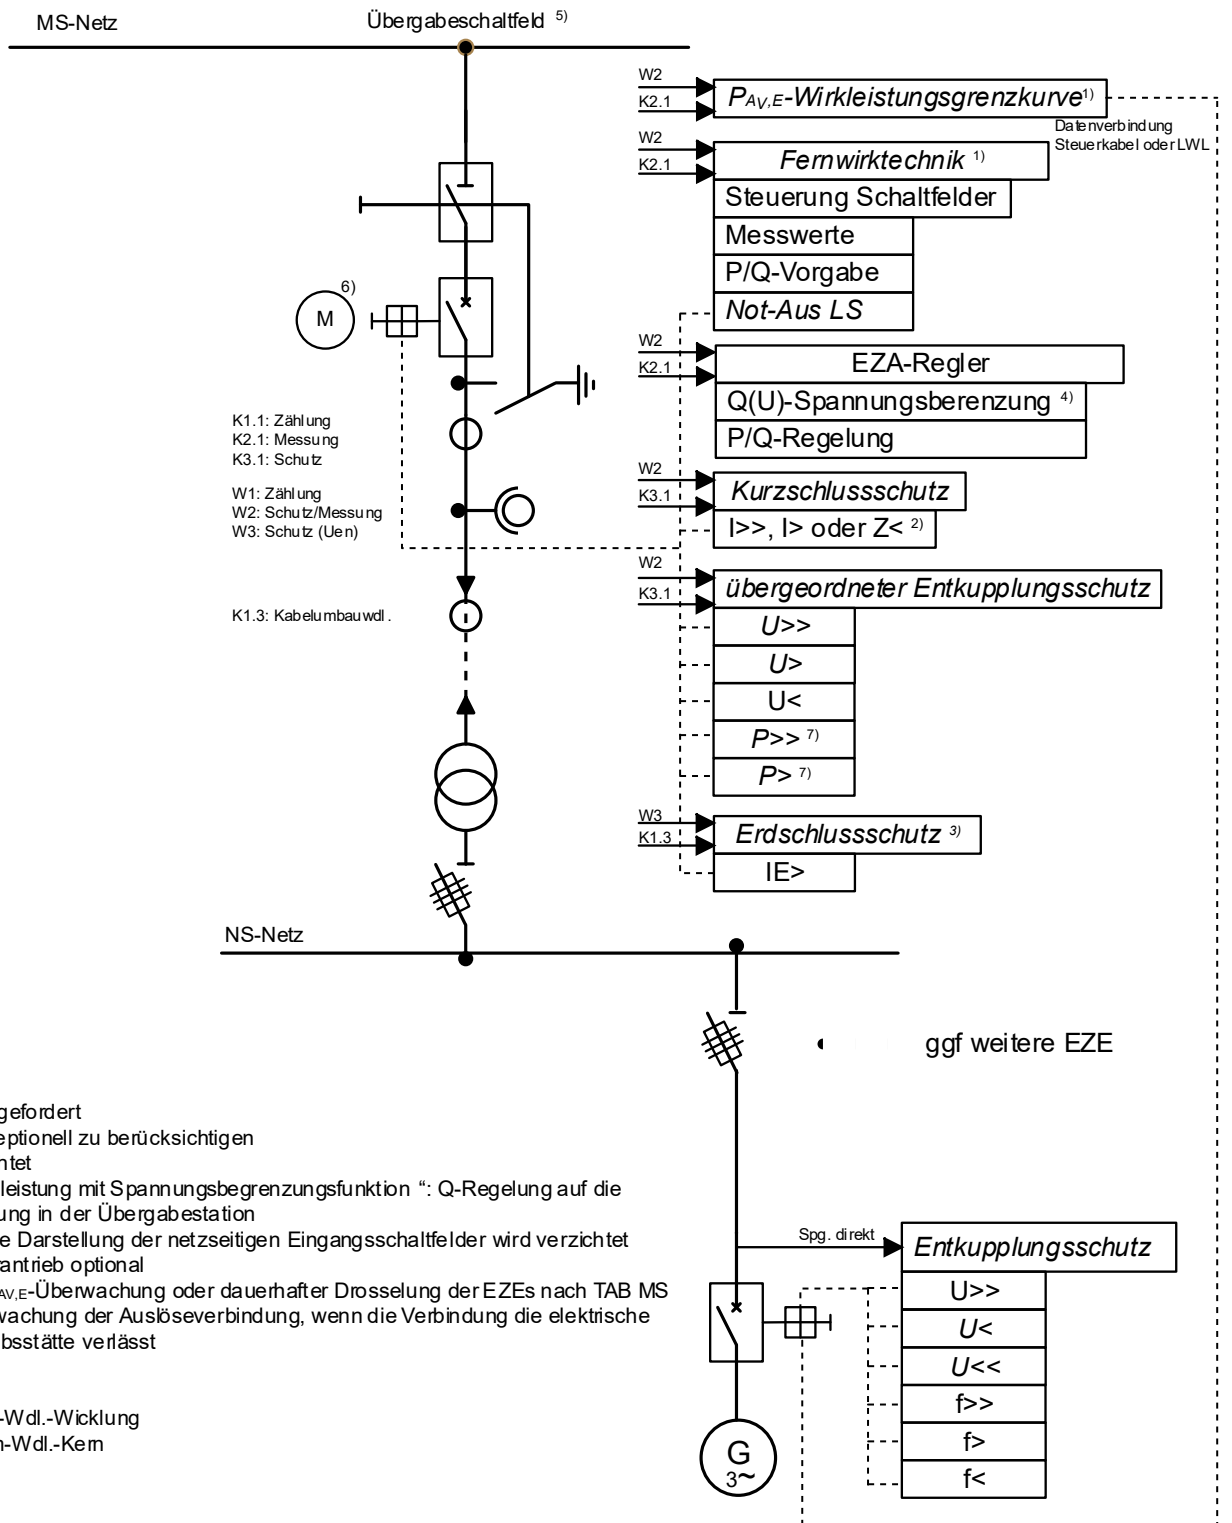 MS-Netz
Übergabeschaltfeld 5)
W2
K2.1
PAV,E-Wirkleistungsgrenzkurve1)
Datenverbindung
Steuerkabel oder LWL
W2
K2.1
Fernwirktechnik 1)
Steuerung Schaltfelder
Messwerte
P/Q-Vorgabe
Not-Aus LS
6)
M
W2
K2.1
EZA-Regler
Q(U)-Spannungsberenzung 4)
P/Q-Regelung
K1.1: Zählung
K2.1: Messung
K3.1: Schutz
W1: Zählung
W2: Schutz/Messung
W3: Schutz (Uen)
W2
K3.1
Kurzschlussschutz
I>>, I> oder Z< 2)
W2
K3.1
übergeordneter Entkupplungsschutz
U>>
U>
U<
P>> 7)
P> 7)
K1.3: Kabelumbauwdl.
W3
K1.3
Erdschlussschutz 3)
IE>
NS-Netz
ggf weitere EZE
gefordert
eptionell zu berücksichtigen
htet
leistung mit Spannungsbegrenzungsfunktion “: Q-Regelung auf die
ung in der Übergabestation
e Darstellung der netzseitigen Eingangsschaltfelder wird verzichtet
rantrieb optional
AV,E-Überwachung oder dauerhafter Drosselung der EZEs nach TAB MS
wachung der Auslöseverbindung, wenn die Verbindung die elektrische
bsstätte verlässt
-Wdl.-Wicklung
n-Wdl.-Kern
Spg. direkt
Entkupplungsschutz
U>>
U<
U<<
f>>
f>
f<
G
3~